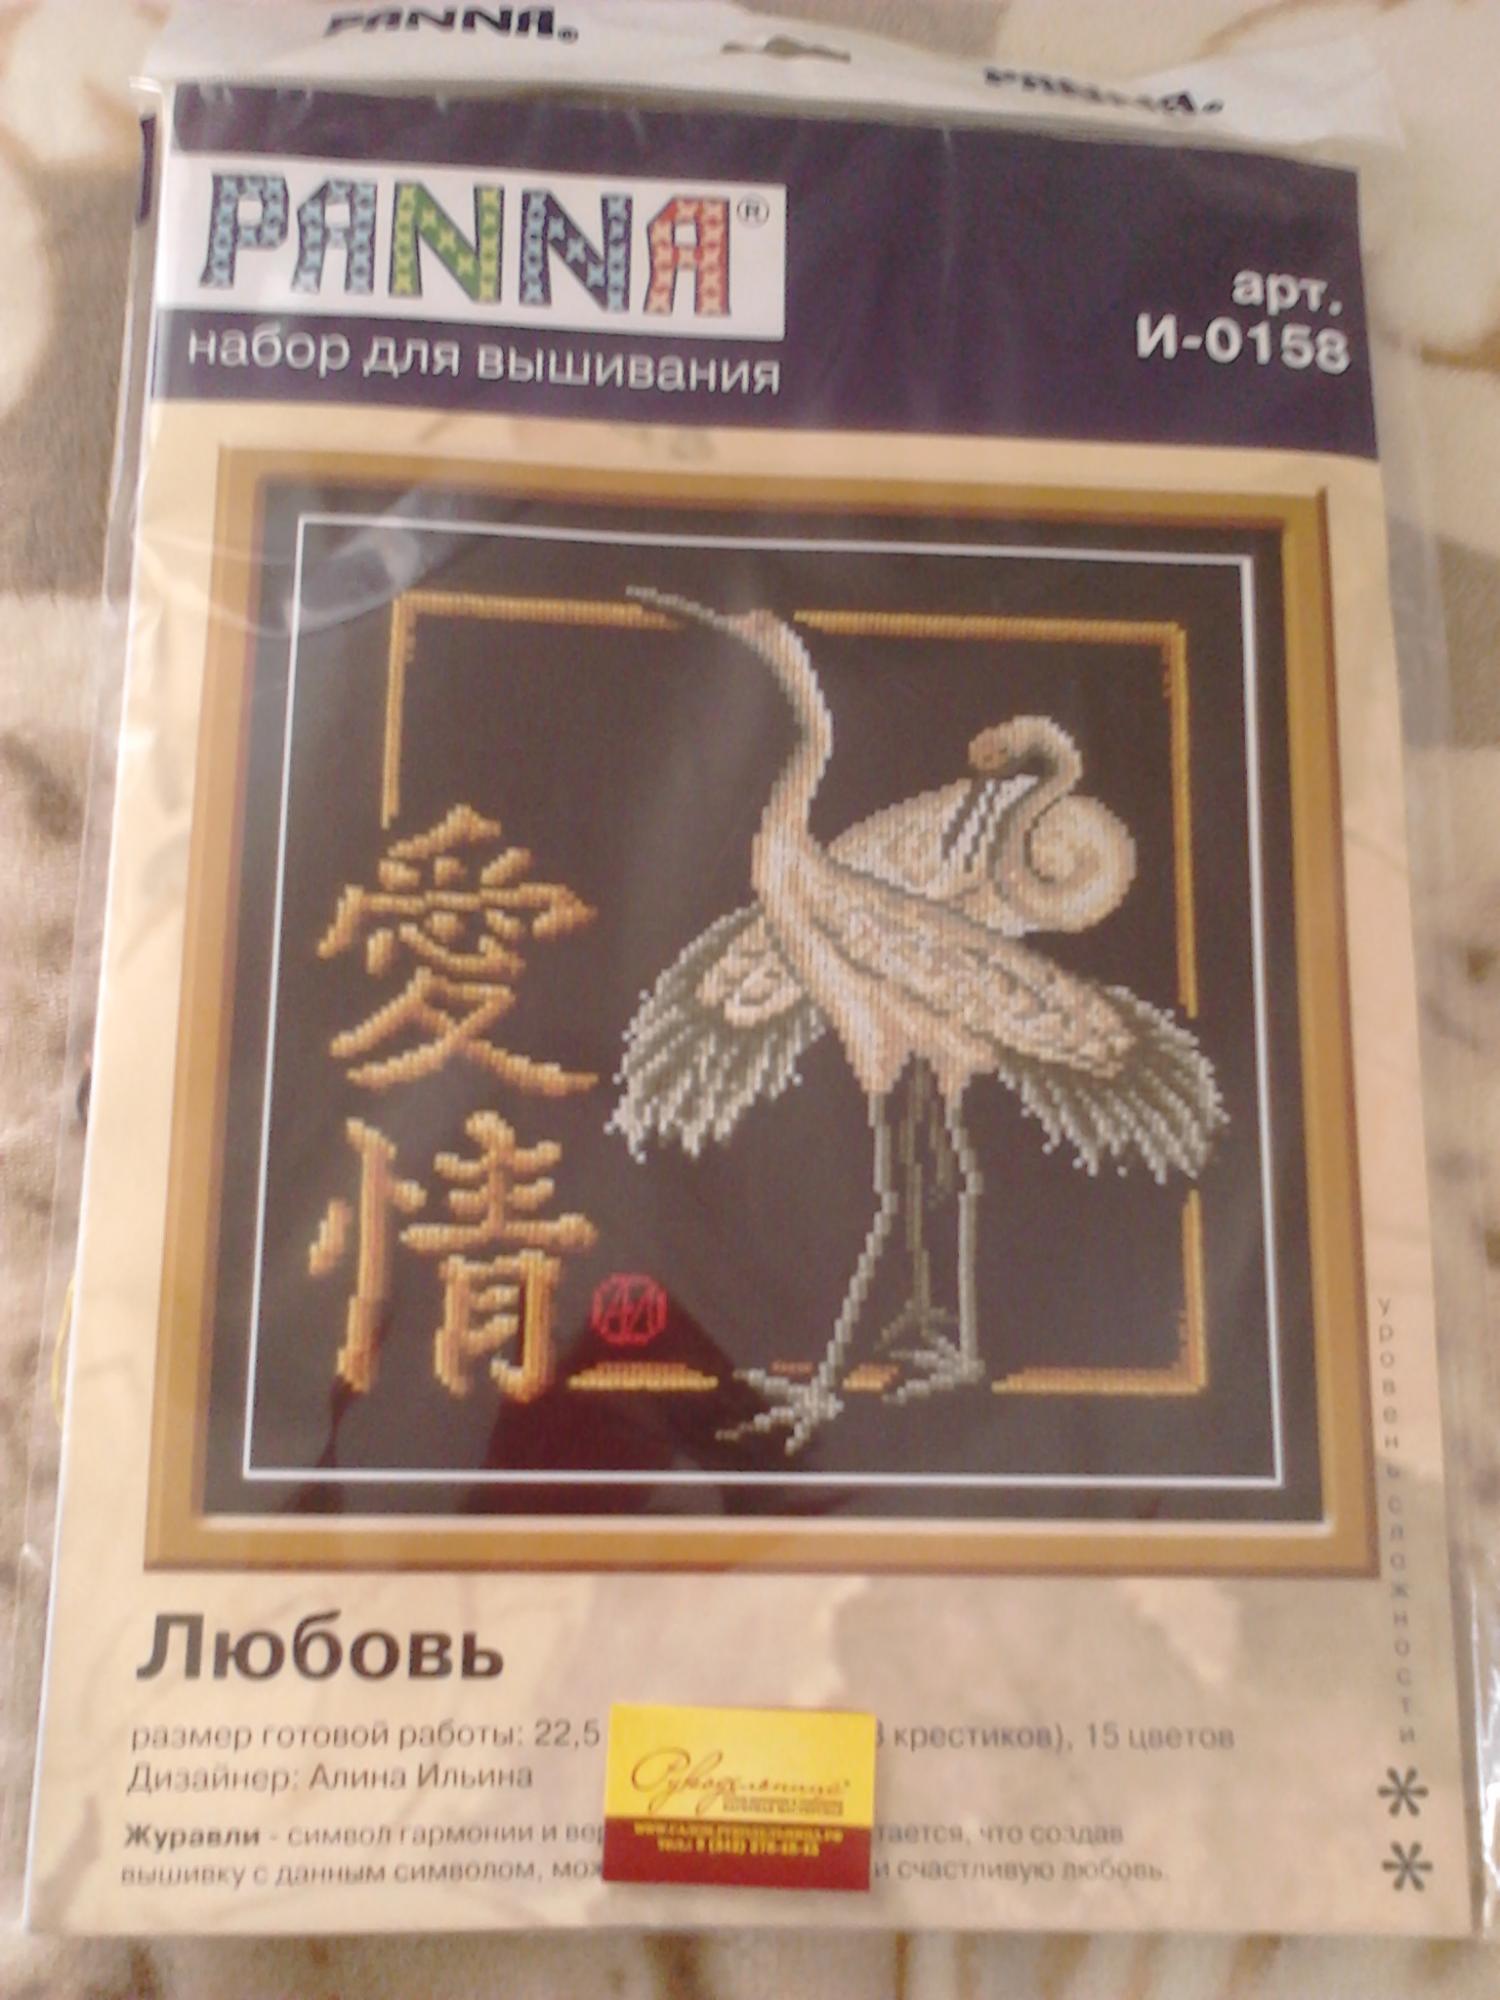 PANNA®
PANNA®
PANNA®
набор для вышивания
арт.
И-0158
愛
情
Любовь
размер готовой работы: 22,5 крестиков), 15 цветов
Дизайнер: Алина Ильина
Журавли - символ гармонии и что создав
вышивку с данным символом, и счастливую любовь.
уровень сложности
**